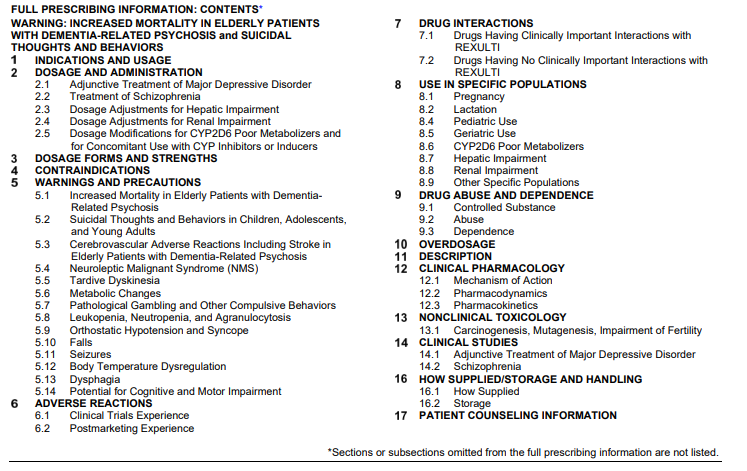 FULL PRESCRIBING INFORMATION: CONTENTS*
WARNING: INCREASED MORTALITY IN ELDERLY PATIENTS
WITH DEMENTIA-RELATED PSYCHOSIS and SUICIDAL
THOUGHTS AND BEHAVIORS
1 INDICATIONS AND USAGE
2 DOSAGE AND ADMINISTRATION
2.1 Adjunctive Treatment of Major Depressive Disorder
2.2 Treatment of Schizophrenia
2.3 Dosage Adjustments for Hepatic Impairment
2.4 Dosage Adjustments for Renal Impairment
2.5 Dosage Modifications for CYP2D6 Poor Metabolizers and
for Concomitant Use with CYP Inhibitors or Inducers
3 DOSAGE FORMS AND STRENGTHS
4 CONTRAINDICATIONS
5 WARNINGS AND PRECAUTIONS
5.1 Increased Mortality in Elderly Patients with Dementia-
Related Psychosis
5.2 Suicidal Thoughts and Behaviors in Children, Adolescents,
and Young Adults
5.3 Cerebrovascular Adverse Reactions Including Stroke in
Elderly Patients with Dementia-Related Psychosis
5.4 Neuroleptic Malignant Syndrome (NMS)
5.5 Tardive Dyskinesia
5.6 Metabolic Changes
5.7 Pathological Gambling and Other Compulsive Behaviors
5.8 Leukopenia, Neutropenia, and Agranulocytosis
5.9 Orthostatic Hypotension and Syncope
5.10 Falls
5.11 Seizures
5.12 Body Temperature Dysregulation
5.13 Dysphagia
5.14 Potential for Cognitive and Motor Impairment
6 ADVERSE REACTIONS
6.1 Clinical Trials Experience
6.2 Postmarketing Experience
7 DRUG INTERACTIONS
7.1 Drugs Having Clinically Important Interactions with
REXULTI
7.2 Drugs Having No Clinically Important Interactions with
REXULTI
8 USE IN SPECIFIC POPULATIONS
8.1 Pregnancy
8.2 Lactation
8.4 Pediatric Use
8.5 Geriatric Use
8.6 CYP2D6 Poor Metabolizers
8.7 Hepatic Impairment
8.8 Renal Impairment
8.9 Other Specific Populations
9 DRUG ABUSE AND DEPENDENCE
9.1 Controlled Substance
9.2 Abuse
9.3 Dependence
10 OVERDOSAGE
11 DESCRIPTION
12 CLINICAL PHARMACOLOGY
12.1 Mechanism of Action
12.2 Pharmacodynamics
12.3 Pharmacokinetics
13 NONCLINICAL TOXICOLOGY
13.1 Carcinogenesis, Mutagenesis, Impairment of Fertility
14 CLINICAL STUDIES
14.1 Adjunctive Treatment of Major Depressive Disorder
14.2 Schizophrenia
16 HOW SUPPLIED/STORAGE AND HANDLING
16.1 How Supplied
16.2 Storage
17 PATIENT COUNSELING INFORMATION
*Sections or subsections omitted from the full prescribing information are not listed.